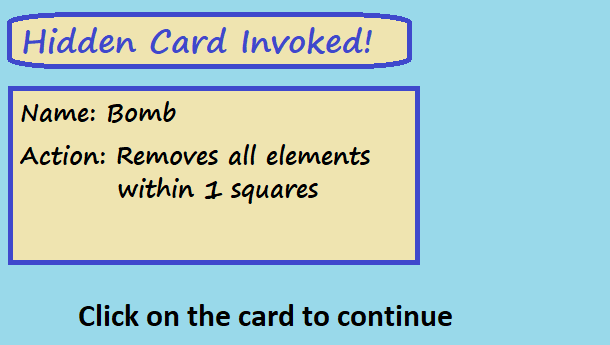 Hidden Card Invoked!
Name: Bomb
Action: Removes all elements
within 1 squares
Click on the card to continue